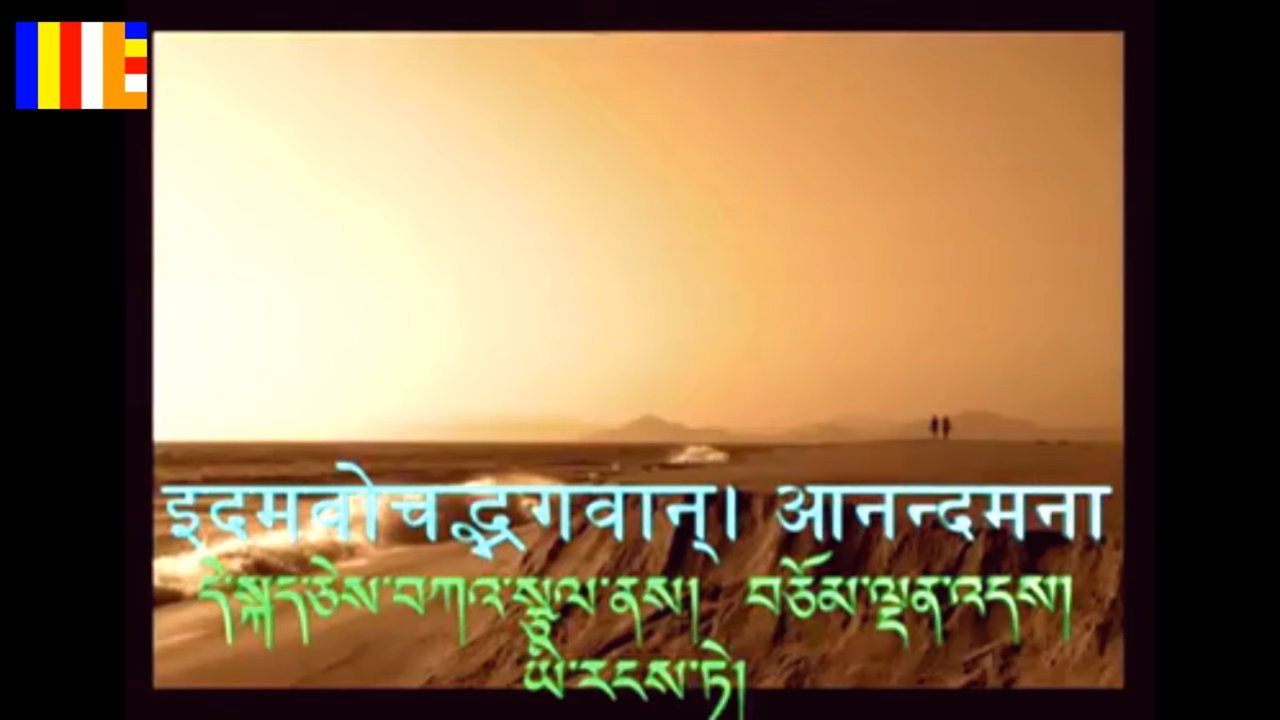 इदमवोचद्भगवान्। आनन्दमना
དེ་སྐད་ཅེས་བཀའ་སྩལ་ནས། བཅོམ་ལྡན་འདས།
ཡི་རངས་ཏེ།